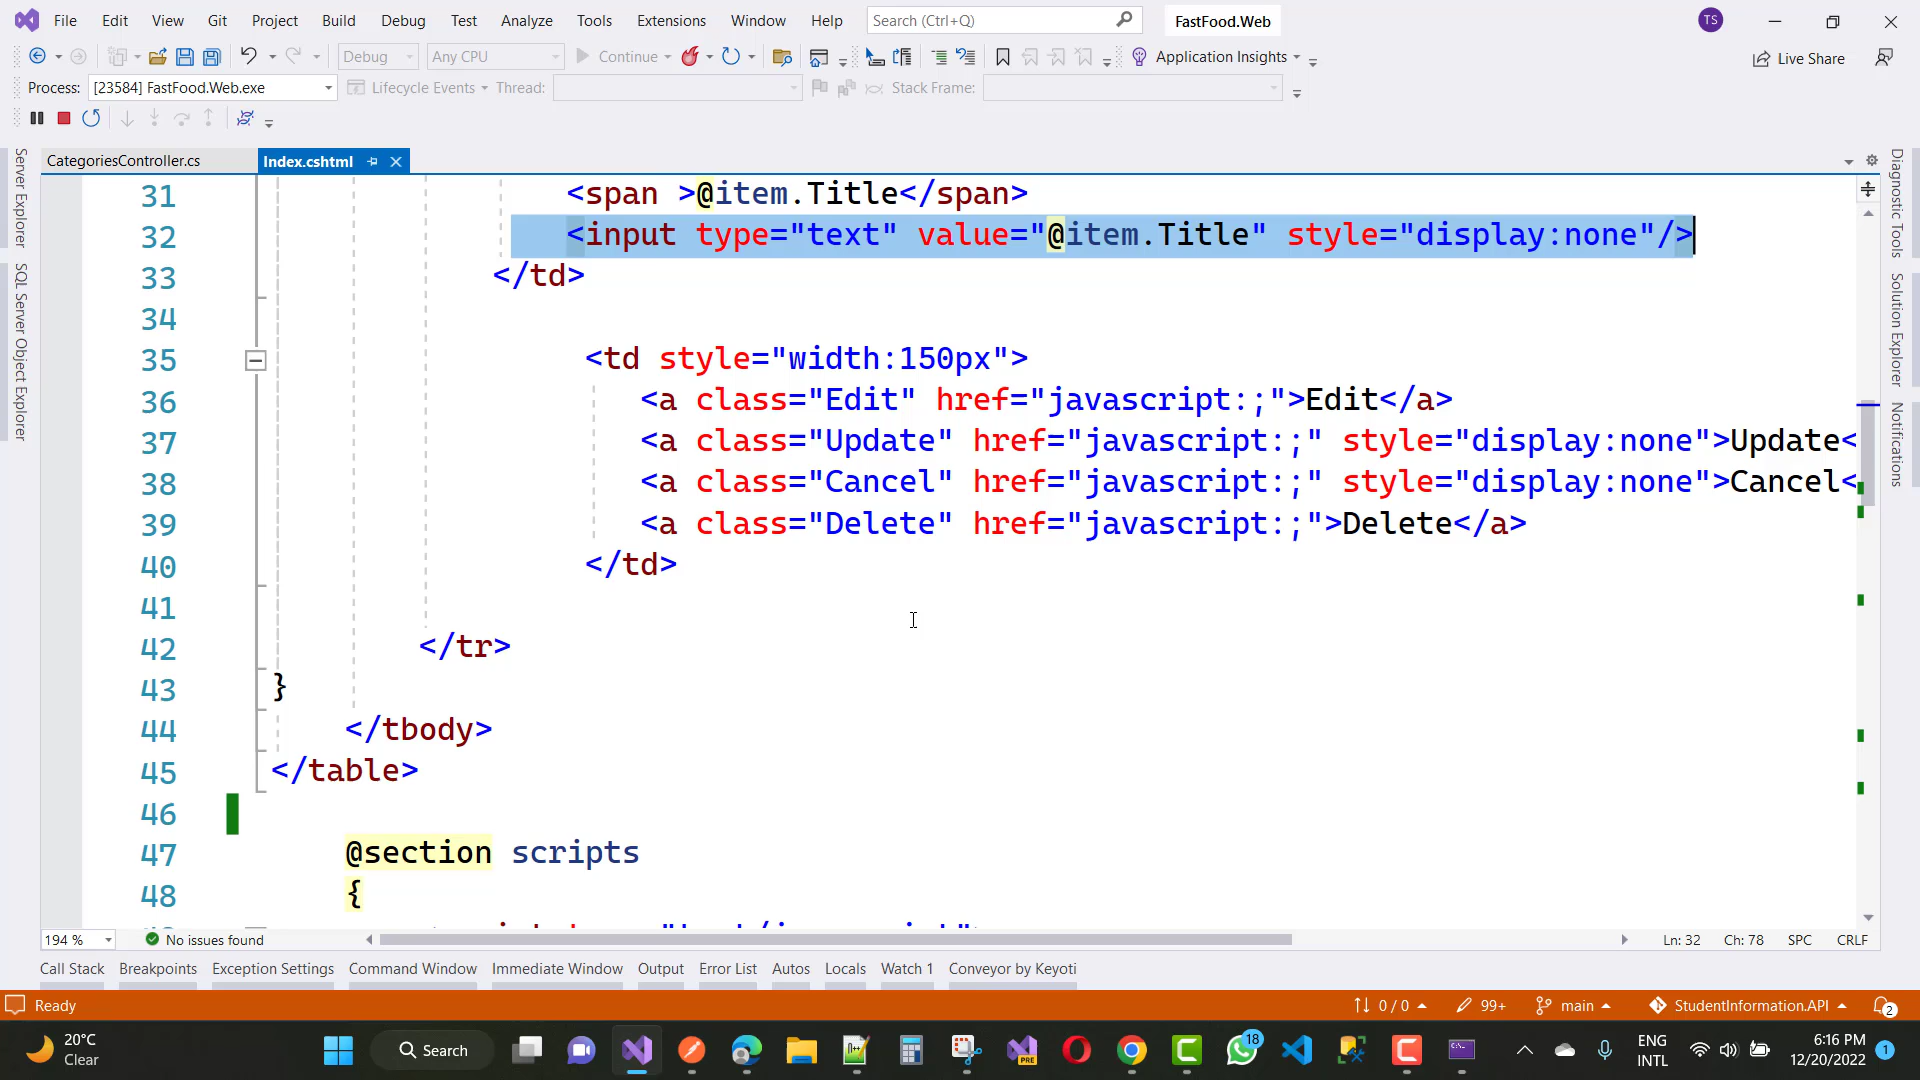 File Edit View Git Project Build Debug Test Analyze Tools Extensions Window Help Search (Ctrl+Q) FastFood.Web TS
Debug Any CPU Continue Application Insights Live Share
Process: [23584] FastFood.Web.exe Lifecycle Events Thread: Stack Frame:
CategoriesController.cs Index.cshtml
Server Explorer
SQL Server Object Explorer
Diagnostic Tools
Solution Explorer
Notifications
31 <span >@item.Title</span>
32 <input type="text" value="@item.Title" style="display:none"/>
33 </td>
34
35 <td style="width:150px">
36 <a class="Edit" href="javascript:;">Edit</a>
37 <a class="Update" href="javascript:;" style="display:none">Update<
38 <a class="Cancel" href="javascript:;" style="display:none">Cancel<
39 <a class="Delete" href="javascript:;">Delete</a>
40 </td>
41
42 </tr>
43 }
44 </tbody>
45 </table>
46
47 @section scripts
48 {
194 % No issues found Ln: 32 Ch: 78 SPC CRLF
Call Stack Breakpoints Exception Settings Command Window Immediate Window Output Error List Autos Locals Watch 1 Conveyor by Keyoti
Ready 0 / 0 99+ main StudentInformation.API 2
20°C
Clear
Search
PRE
18
ENG
INTL
6:16 PM
12/20/2022
1